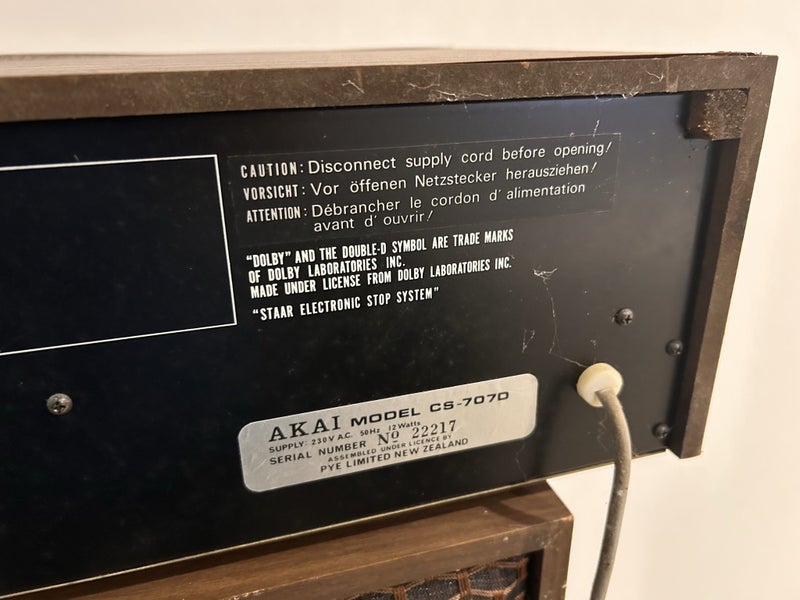 CAUTION: Disconnect supply cord before opening!
VORSICHT: Vor öffenen Netzstecker herausziehen!
ATTENTION: Débrancher le cordon d' alimentation
avant d' ouvrir!
"DOLBY" AND THE DOUBLE-D SYMBOL ARE TRADE MARKS
OF DOLBY LABORATORIES INC.
MADE UNDER LICENSE FROM DOLBY LABORATORIES INC.
"STAAR ELECTRONIC STOP SYSTEM"
AKAI MODEL CS-707D
SUPPLY: 230V A.C. 50Hz 12 Watts
SERIAL NUMBER Nº 22217
ASSEMBLED UNDER LICENCE BY
PYE LIMITED NEW ZEALAND